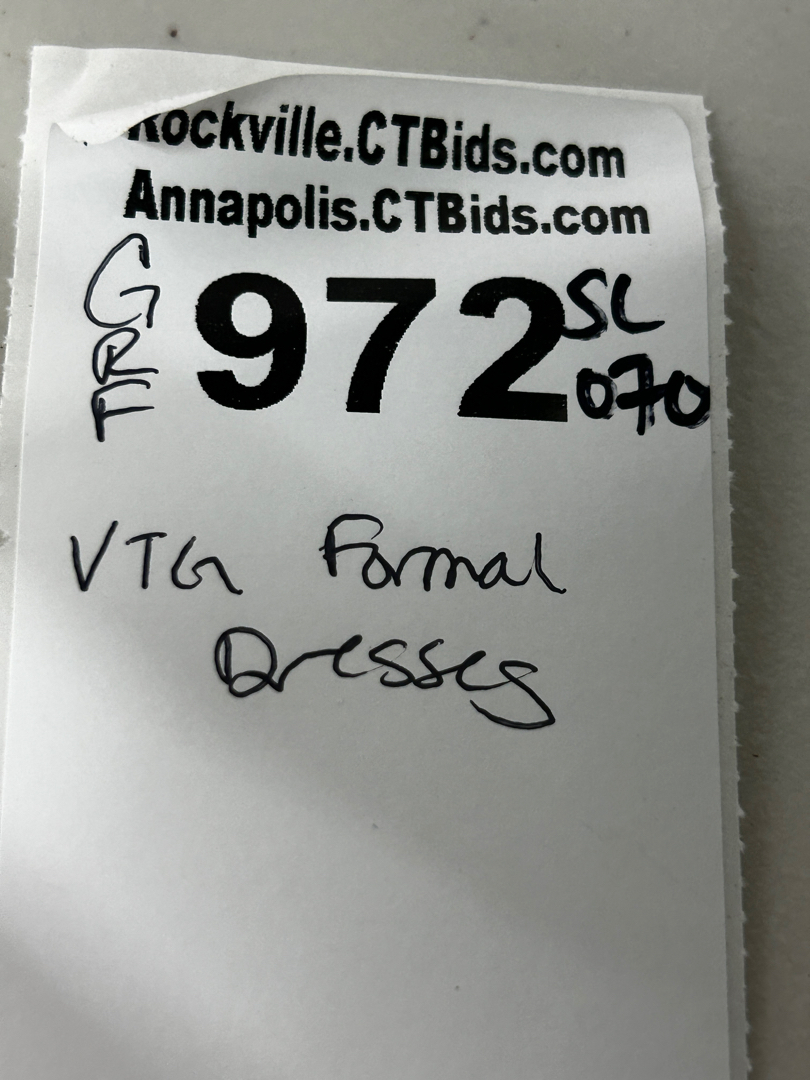 Rockville.CTBids.com
Annapolis.CTBids.com
GRF
972
SL
070
VTG Formal
Dresses